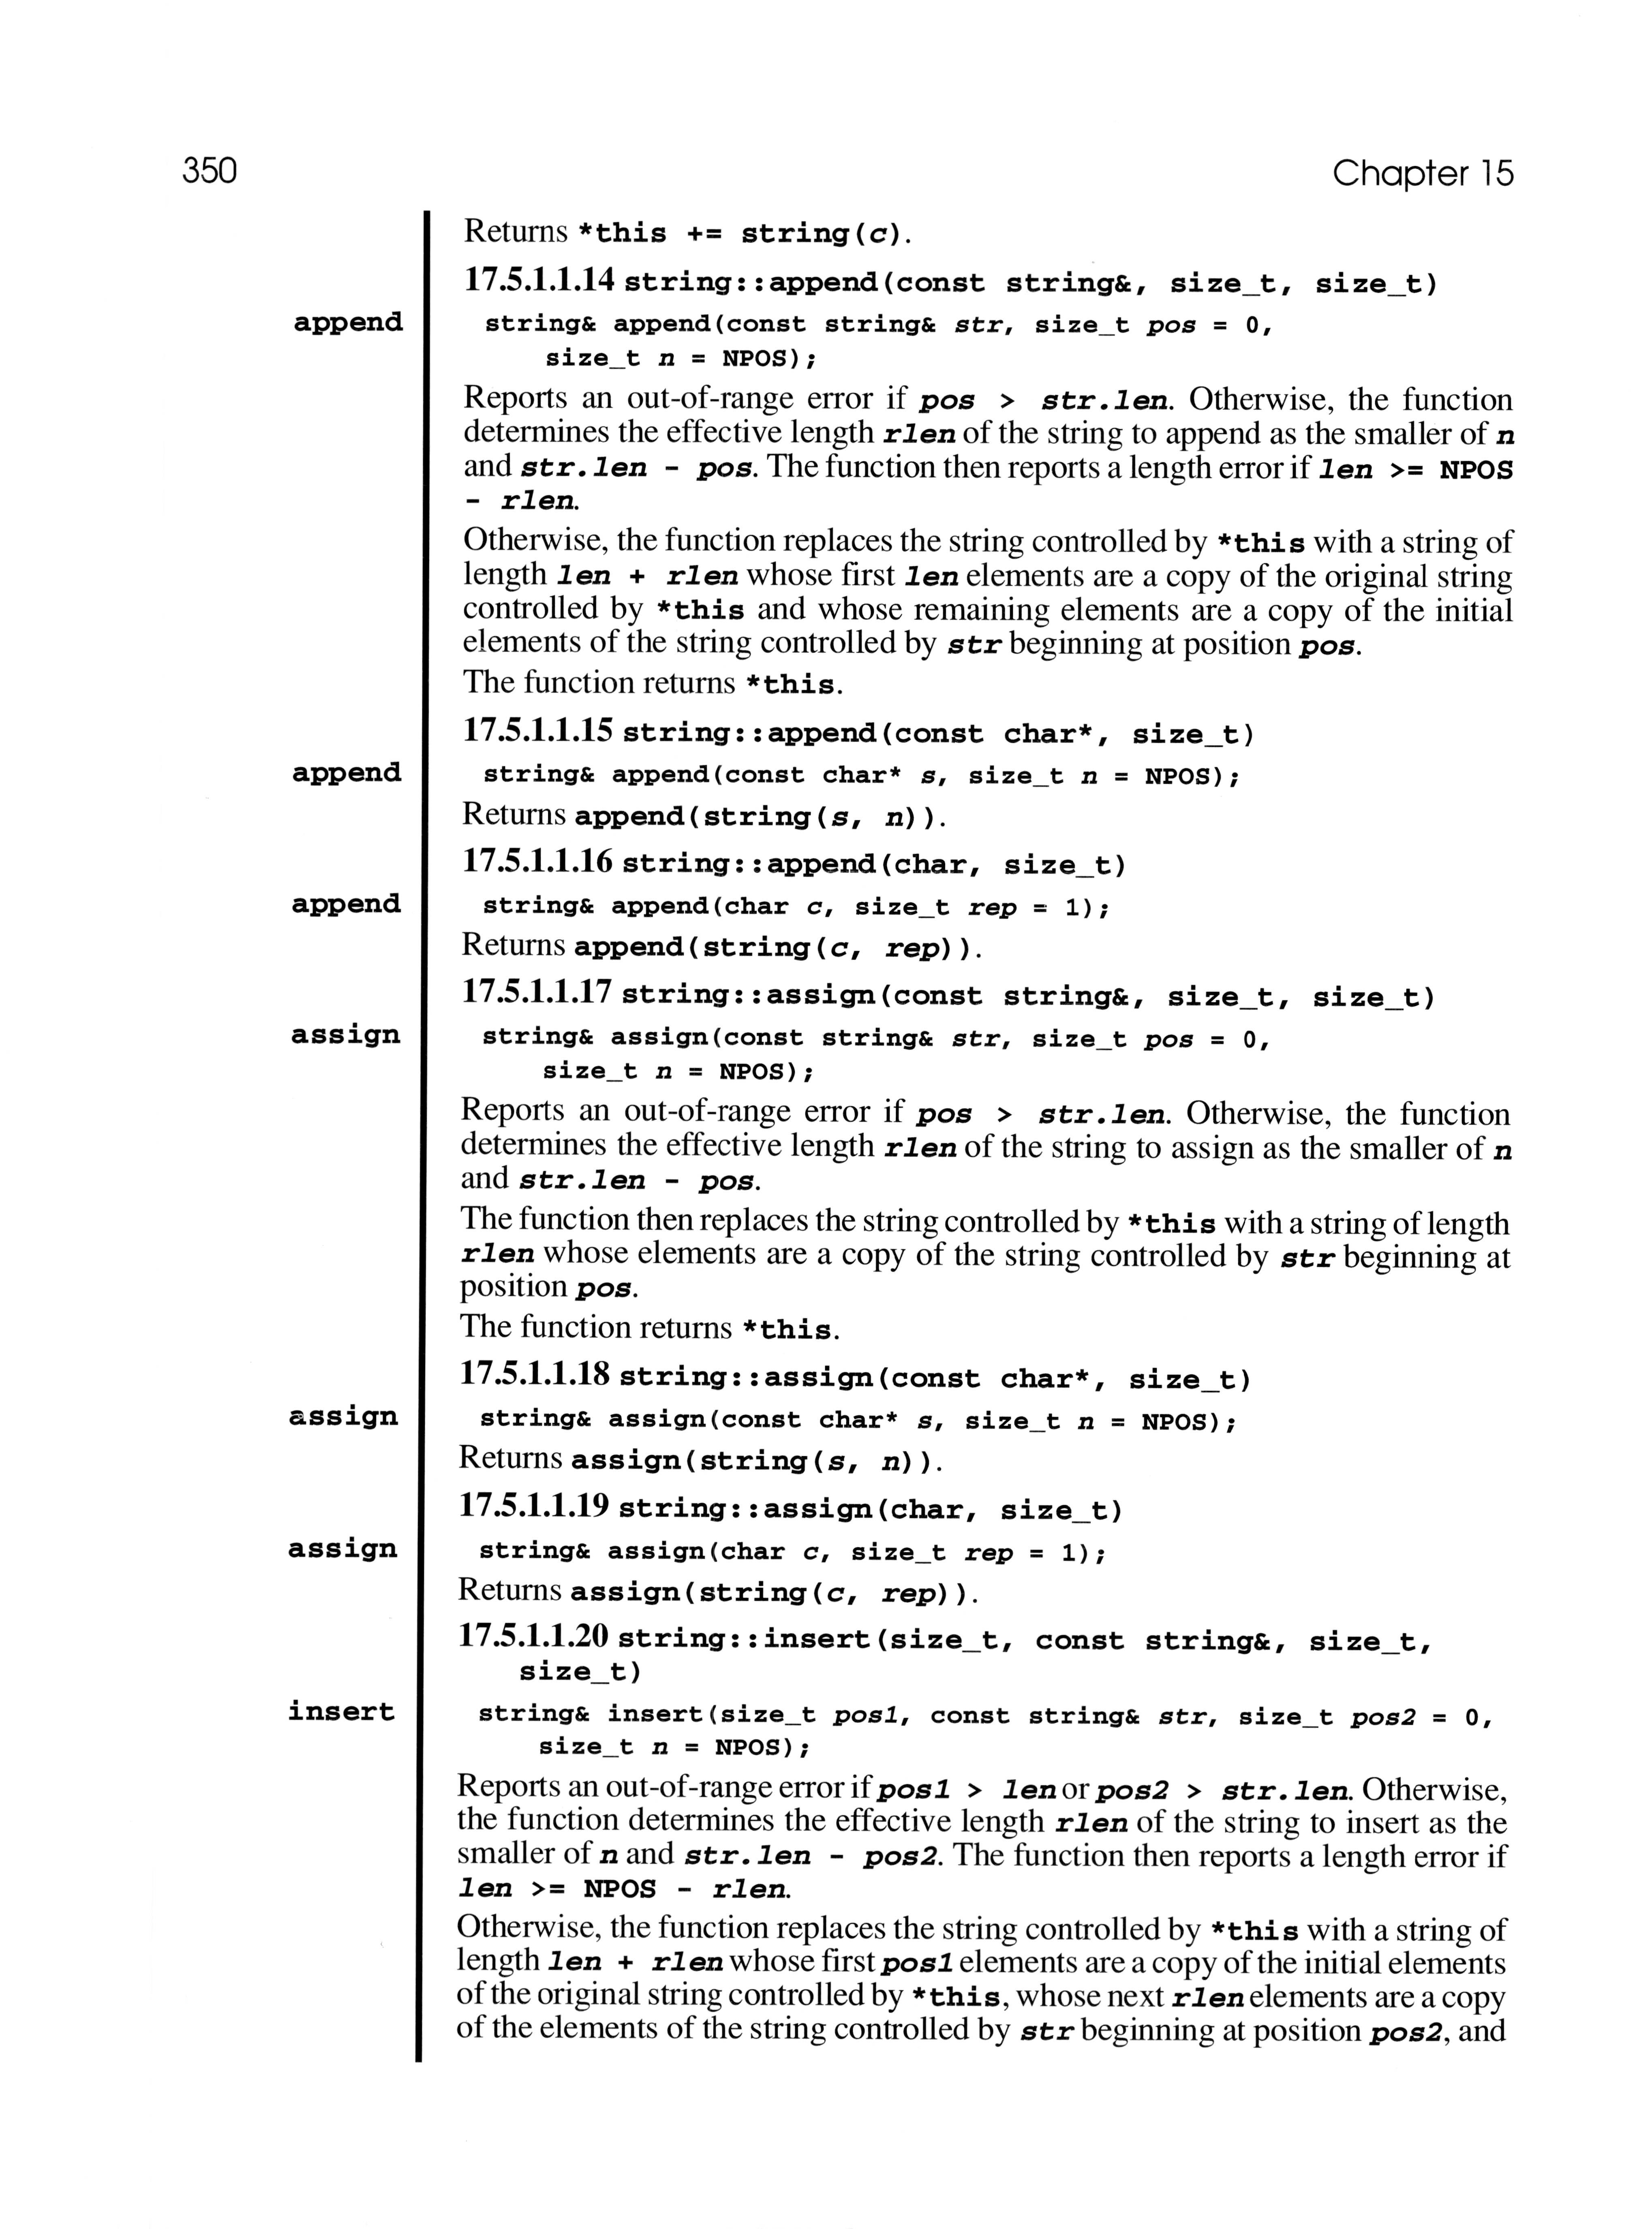 350
Chapter 15
Returns *this += string(c).
17.5.1.1.14 string::append(const string&, size_t, size_t)
append
string& append(const string& str, size_t pos = 0,
size_t n = NPOS);
Reports an out-of-range error if pos > str.len. Otherwise, the function
determines the effective length rlen of the string to append as the smaller of n
and str.len - pos. The function then reports a length error if len >= NPOS
- rlen.
Otherwise, the function replaces the string controlled by *this with a string of
length len + rlen whose first len elements are a copy of the original string
controlled by *this and whose remaining elements are a copy of the initial
elements of the string controlled by str beginning at position pos.
The function returns *this.
17.5.1.1.15 string::append(const char*, size_t)
append
string& append(const char* s, size_t n = NPOS);
Returns append(string(s, n)).
17.5.1.1.16 string::append(char, size_t)
append
string& append(char c, size_t rep = 1);
Returns append(string(c, rep)).
17.5.1.1.17 string::assign(const string&, size_t, size_t)
assign
string& assign(const string& str, size_t pos = 0,
size_t n = NPOS);
Reports an out-of-range error if pos > str.len. Otherwise, the function
determines the effective length rlen of the string to assign as the smaller of n
and str.len - pos.
The function then replaces the string controlled by *this with a string of length
rlen whose elements are a copy of the string controlled by str beginning at
position pos.
The function returns *this.
17.5.1.1.18 string::assign(const char*, size_t)
assign
string& assign(const char* s, size_t n = NPOS);
Returns assign(string(s, n)).
17.5.1.1.19 string::assign(char, size_t)
assign
string& assign(char c, size_t rep = 1);
Returns assign(string(c, rep)).
17.5.1.1.20 string::insert(size_t, const string&, size_t,
size_t)
insert
string& insert(size_t pos1, const string& str, size_t pos2 = 0,
size_t n = NPOS);
Reports an out-of-range error if pos1 > len or pos2 > str.len. Otherwise,
the function determines the effective length rlen of the string to insert as the
smaller of n and str.len - pos2. The function then reports a length error if
len >= NPOS - rlen.
Otherwise, the function replaces the string controlled by *this with a string of
length len + rlen whose first pos1 elements are a copy of the initial elements
of the original string controlled by *this, whose next rlen elements are a copy
of the elements of the string controlled by str beginning at position pos2, and